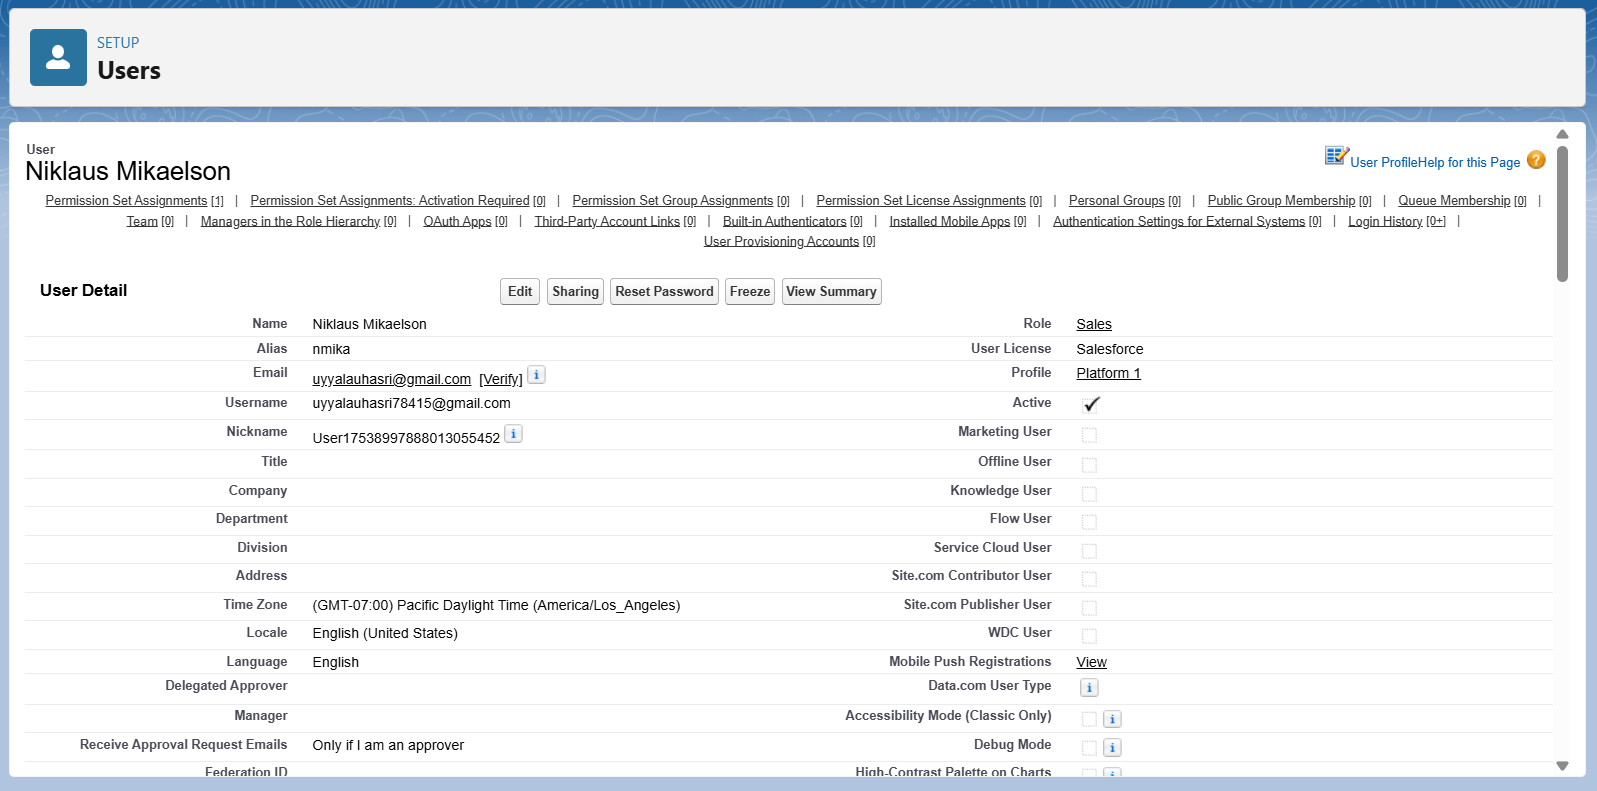 SETUP
Users
User
Niklaus Mikaelson
User Profile Help for this Page ?
Permission Set Assignments [1] | Permission Set Assignments: Activation Required [0] | Permission Set Group Assignments [0] | Permission Set License Assignments [0] | Personal Groups [0] | Public Group Membership [0] | Queue Membership [0] |
Team [0] | Managers in the Role Hierarchy [0] | OAuth Apps [0] | Third-Party Account Links [0] | Built-in Authenticators [0] | Installed Mobile Apps [0] | Authentication Settings for External Systems [0] | Login History [0+] |
User Provisioning Accounts [0]
User Detail
Edit Sharing Reset Password Freeze View Summary
Name Niklaus Mikaelson Role Sales
Alias nmika User License Salesforce
Email uyyalauhasri@gmail.com [Verify] i Profile Platform 1
Username uyyalauhasri78415@gmail.com Active
Nickname User17538997888013055452 i Marketing User
Title Offline User
Company Knowledge User
Department Flow User
Division Service Cloud User
Address Site.com Contributor User
Time Zone (GMT-07:00) Pacific Daylight Time (America/Los_Angeles) Site.com Publisher User
Locale English (United States) WDC User
Language English Mobile Push Registrations View
Delegated Approver Data.com User Type i
Manager Accessibility Mode (Classic Only) i
Receive Approval Request Emails Only if I am an approver Debug Mode i
Federation ID High-Contrast Palette on Charts i